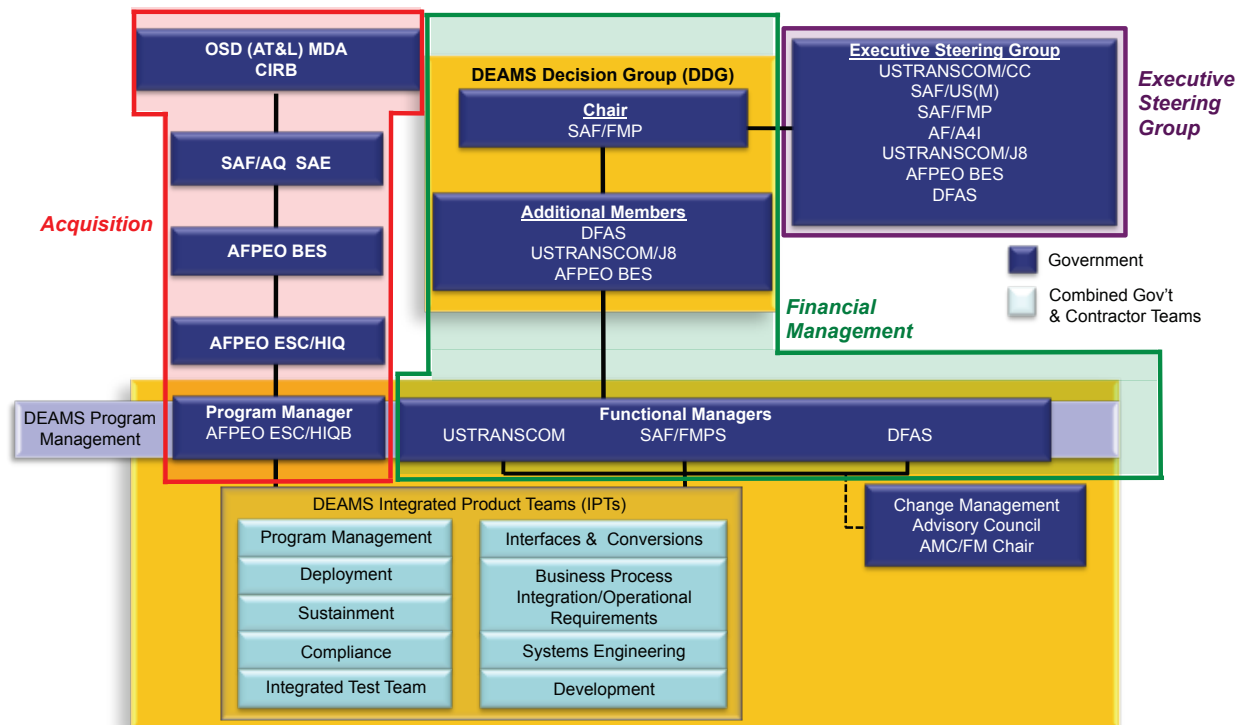 OSD (AT&L) MDA
CIRB
SAF/AQ  SAE
Acquisition
AFPEO BES
AFPEO ESC/HIQ
DEAMS Decision Group (DDG)
Chair
SAF/FMP
Additional Members
DFAS
USTRANSCOM/J8
AFPEO BES
Executive Steering Group
USTRANSCOM/CC
SAF/US(M)
SAF/FMP
AF/A4I
USTRANSCOM/J8
AFPEO BES
DFAS
Executive
Steering
Group
Government
Combined Gov't
& Contractor Teams
Financial
Management
DEAMS Program
Management
Program Manager
AFPEO ESC/HIQB
Functional Managers
USTRANSCOM
SAF/FMPS
DFAS
DEAMS Integrated Product Teams (IPTs)
Program Management
Deployment
Sustainment
Compliance
Integrated Test Team
Interfaces &  Conversions
Business Process
Integration/Operational
Requirements
Systems Engineering
Development
Change Management
Advisory Council
AMC/FM Chair